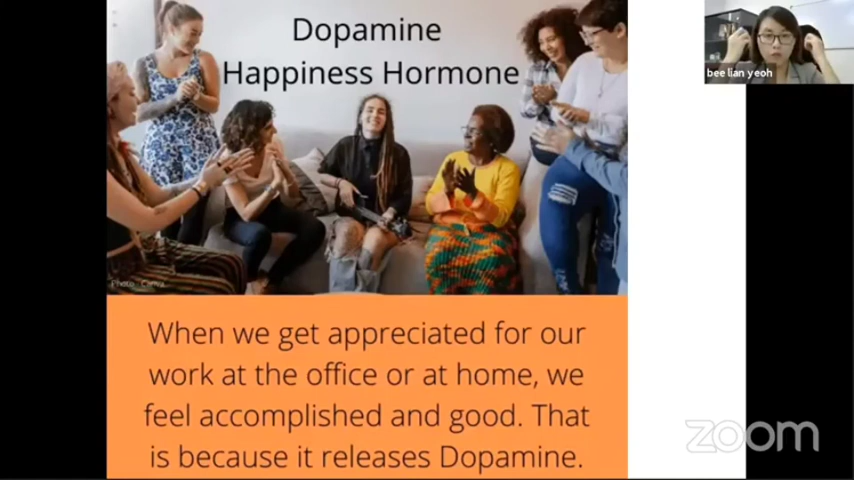 Dopamine
Happiness Hormone
bee lian yeoh
Photo - Canva
When we get appreciated for our
work at the office or at home, we
feel accomplished and good. That
is because it releases Dopamine.
zoom